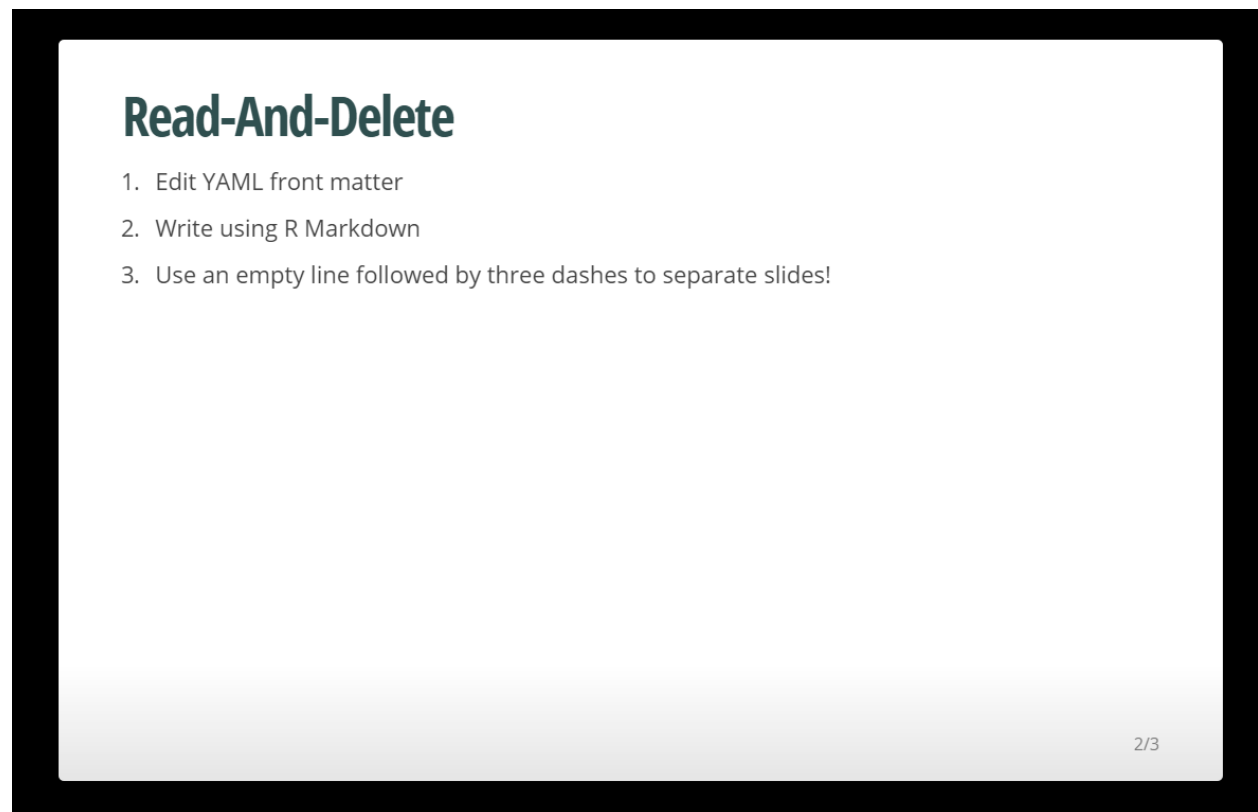 Read-And-Delete
1. Edit YAML front matter
2. Write using R Markdown
3. Use an empty line followed by three dashes to separate slides!
2/3